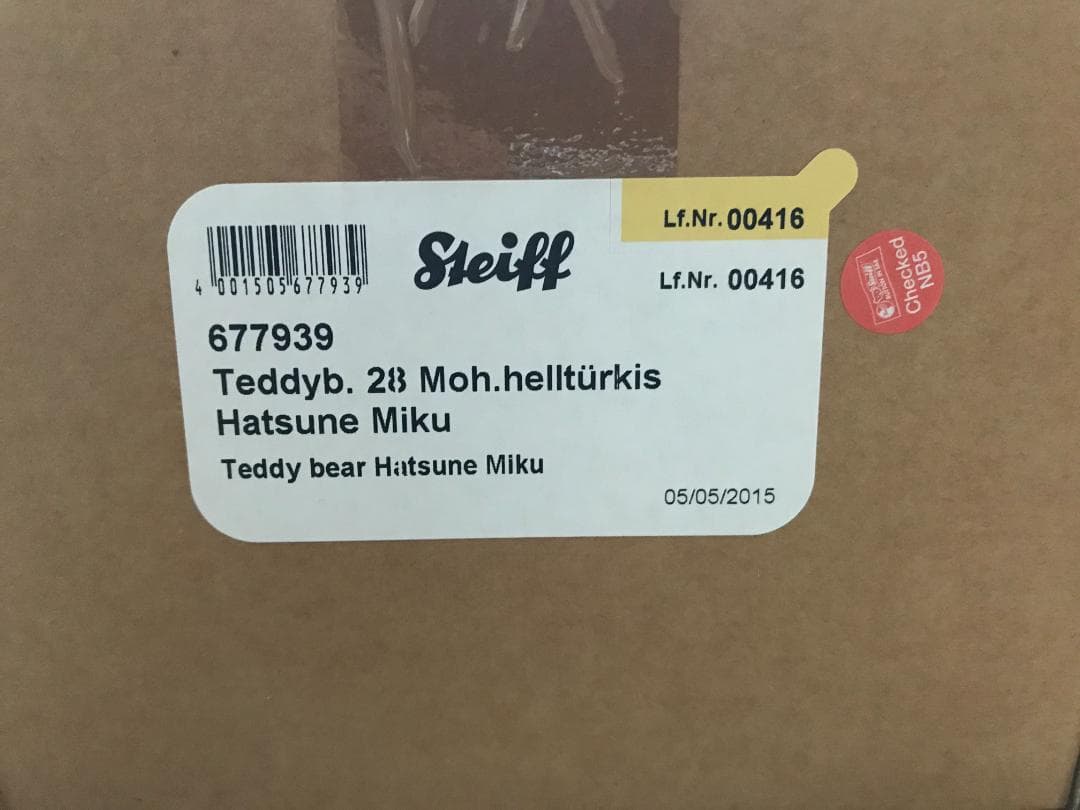 Lf.Nr. 00416
4 001505 677939
Steiff
Lf.Nr. 00416
677939
Teddyb. 28 Moh.helltürkis
Hatsune Miku
Teddy bear Hatsune Miku
05/05/2015
Checked
NB5
Steiff